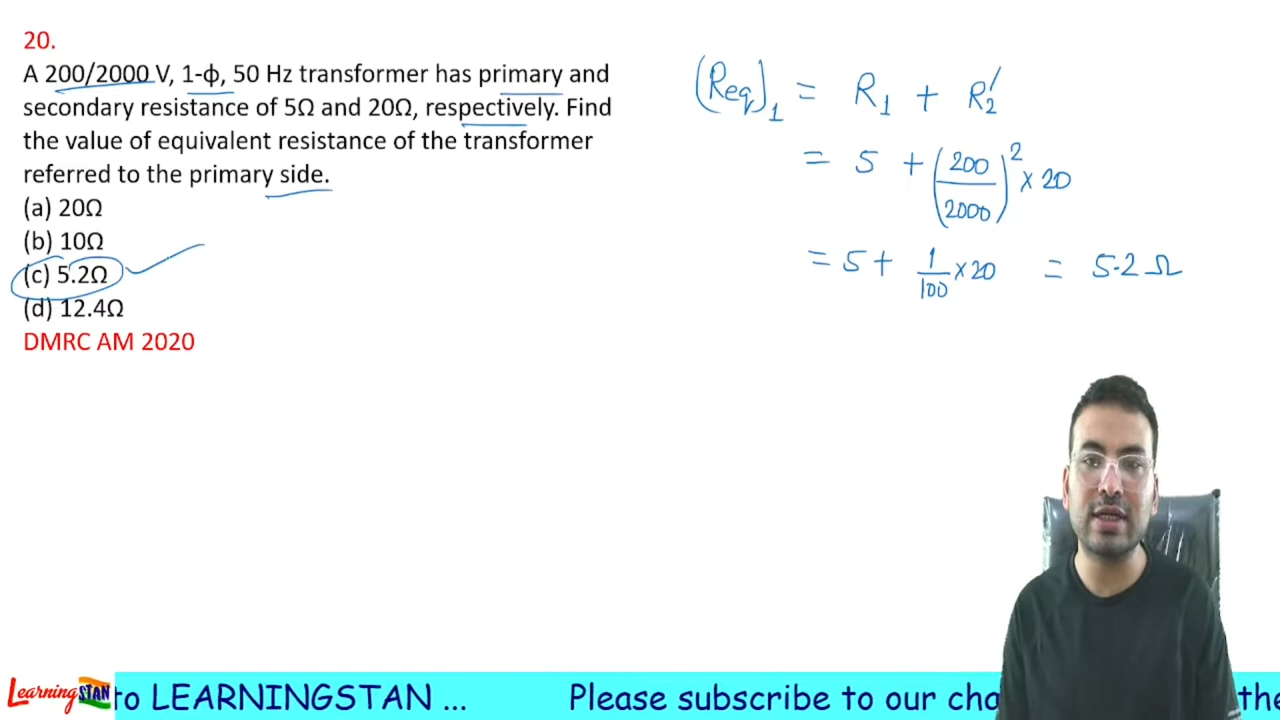 20.
A 200/2000 V, 1-ϕ, 50 Hz transformer has primary and
secondary resistance of 5Ω and 20Ω, respectively. Find
the value of equivalent resistance of the transformer
referred to the primary side.
(a) 20Ω
(b) 10Ω
(c) 5.2Ω
(d) 12.4Ω
DMRC AM 2020
(Req)₁ = R₁ + R₂′
= 5 + (200/2000)² × 20
= 5 + 1/100 × 20 = 5.2 Ω
LearningSTAN
to LEARNINGSTAN ... Please subscribe to our cha the